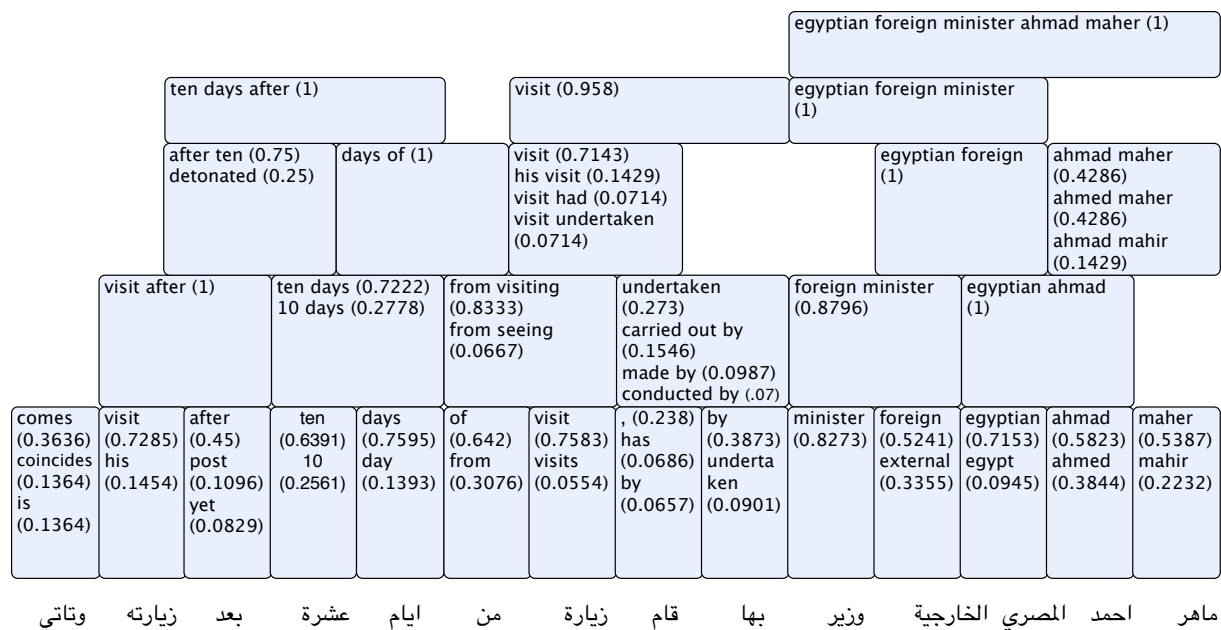 egyptian foreign minister ahmad maher (1)
ten days after (1)
visit (0.958)
egyptian foreign minister
(1)
after ten (0.75)
detonated (0.25)
days of (1)
visit (0.7143)
his visit (0.1429)
visit had (0.0714)
visit undertaken
(0.0714)
egyptian foreign
(1)
ahmad maher
(0.4286)
ahmed maher
(0.4286)
ahmad mahir
(0.1429)
visit after (1)
ten days (0.7222)
10 days (0.2778)
from visiting
(0.8333)
from seeing
(0.0667)
undertaken
(0.273)
carried out by
(0.1546)
made by (0.0987)
conducted by (.07)
foreign minister
(0.8796)
egyptian ahmad
(1)
comes
(0.3636)
coincides
(0.1364)
is
(0.1364)
visit
(0.7285)
his
(0.1454)
after
(0.45)
post
(0.1096)
yet
(0.0829)
ten
(0.6391)
10
(0.2561)
days
(0.7595)
day
(0.1393)
of
(0.642)
from
(0.3076)
visit
(0.7583)
visits
(0.0554)
, (0.238)
has
(0.0686)
by
(0.0657)
by
(0.3873)
underta
ken
(0.0901)
minister
(0.8273)
foreign
(0.5241)
external
(0.3355)
egyptian
(0.7153)
egypt
(0.0945)
ahmad
(0.5823)
ahmed
(0.3844)
maher
(0.5387)
mahir
(0.2232)
وتاتي
زيارته
بعد
عشرة
ايام
من
زيارة
قام
بها
وزير
الخارجية
المصري
احمد
ماهر